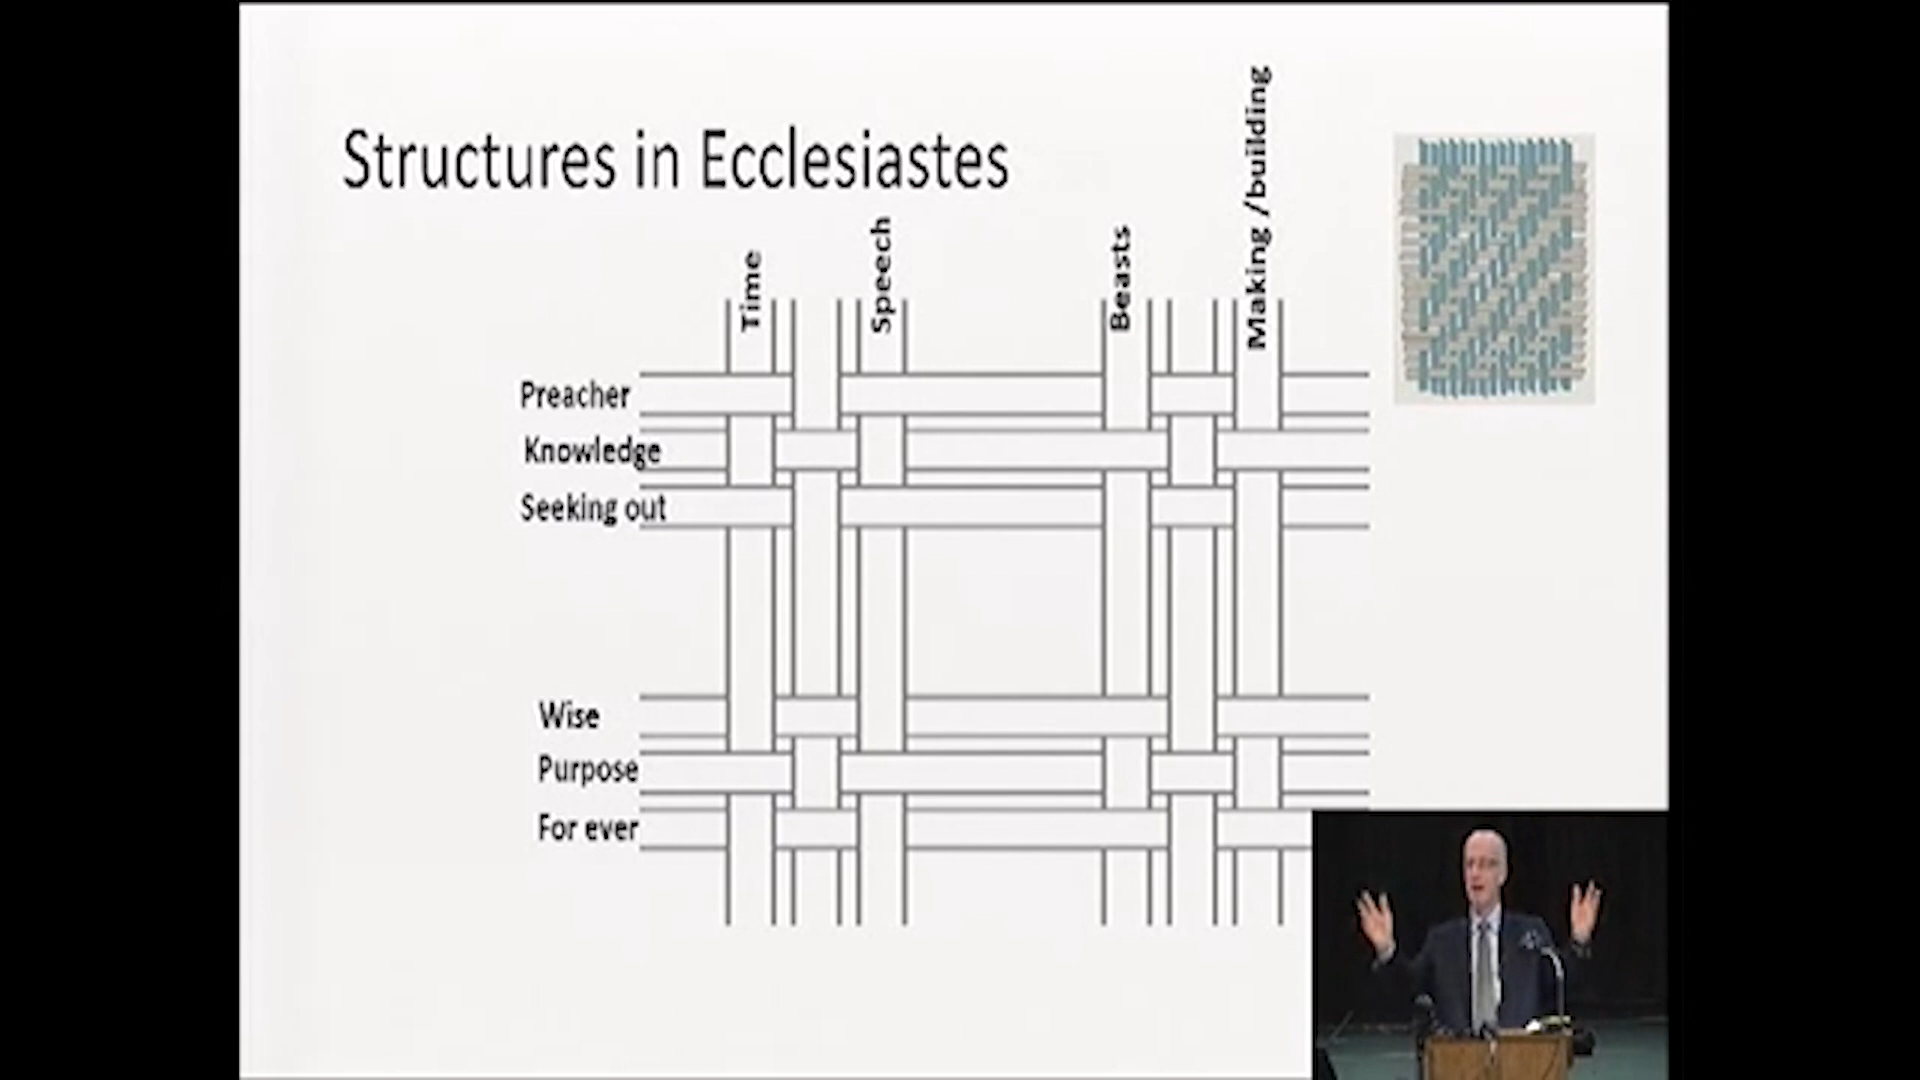 Structures in Ecclesiastes
Time
Speech
Beasts
Making /building
Preacher
Knowledge
Seeking out
Wise
Purpose
For ever